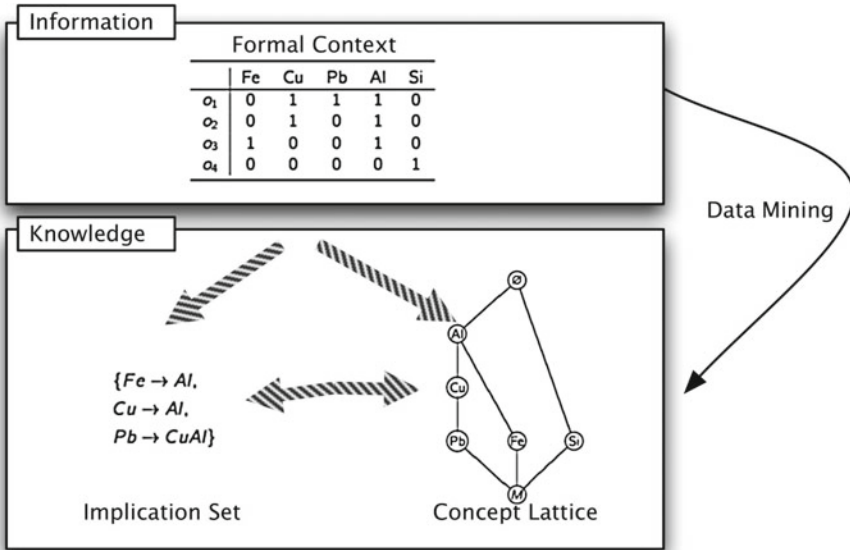 Information
Formal Context
Fe Cu Pb Al Si
o₁ 0 1 1 1 0
o₂ 0 1 0 1 0
o₃ 1 0 0 1 0
o₄ 0 0 0 0 1
Data Mining
Knowledge
∅
Al
Cu
Pb Fe Si
M
{Fe → Al,
Cu → Al,
Pb → CuAl}
Implication Set
Concept Lattice